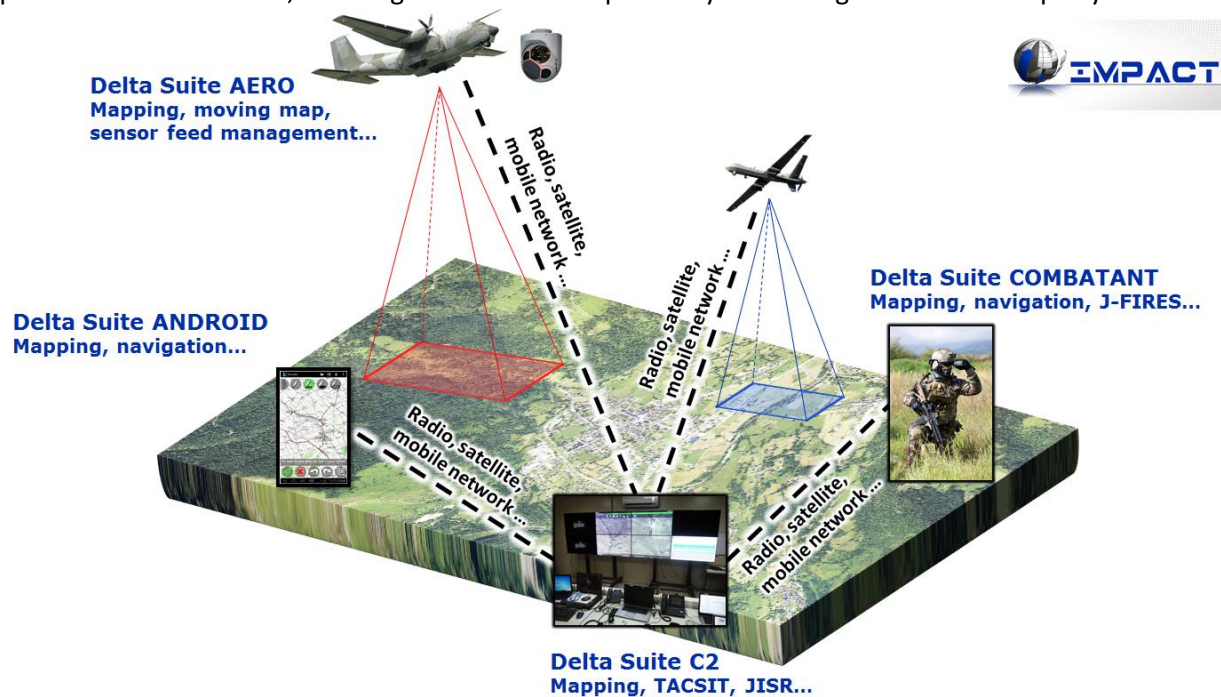 IMPACT
Delta Suite AERO
Mapping, moving map,
sensor feed management...
Radio, satellite,
mobile network ...
Radio, satellite,
mobile network ...
Delta Suite COMBATANT
Mapping, navigation, J-FIRES...
Delta Suite ANDROID
Mapping, navigation...
Radio, satellite,
mobile network ...
Radio, satellite,
mobile network ...
Delta Suite C2
Mapping, TACSIT, JISR...